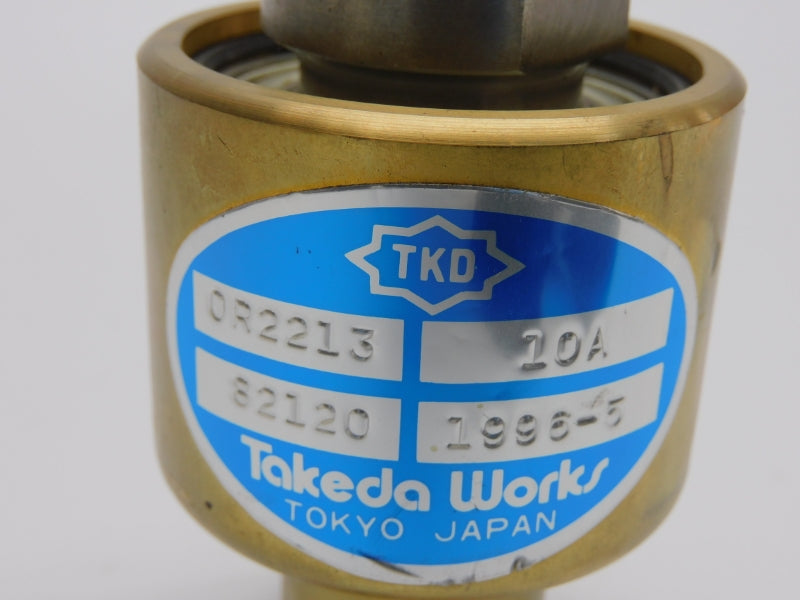 TKD
OR2213 10A
82120 1996-5
Takeda Works
TOKYO JAPAN